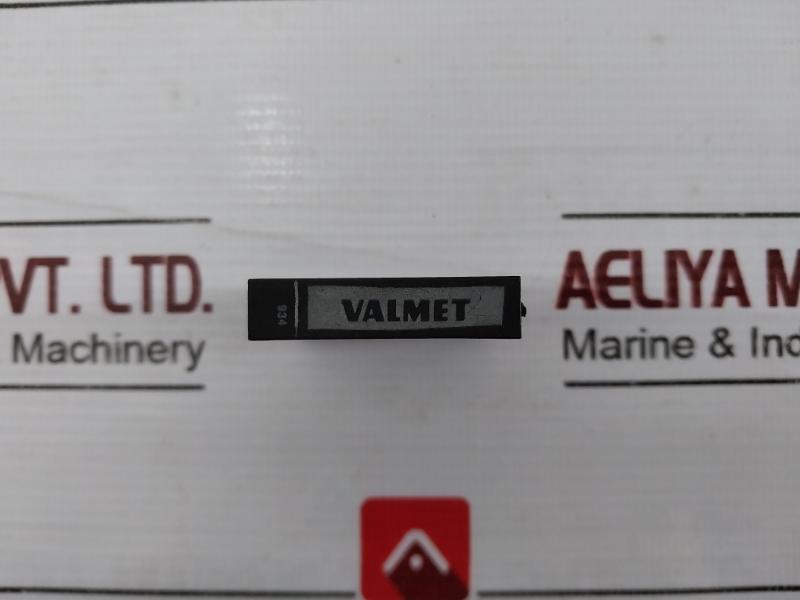 VT. LTD.
Machinery
934
VALMET
AELIYA M
Marine & Ind